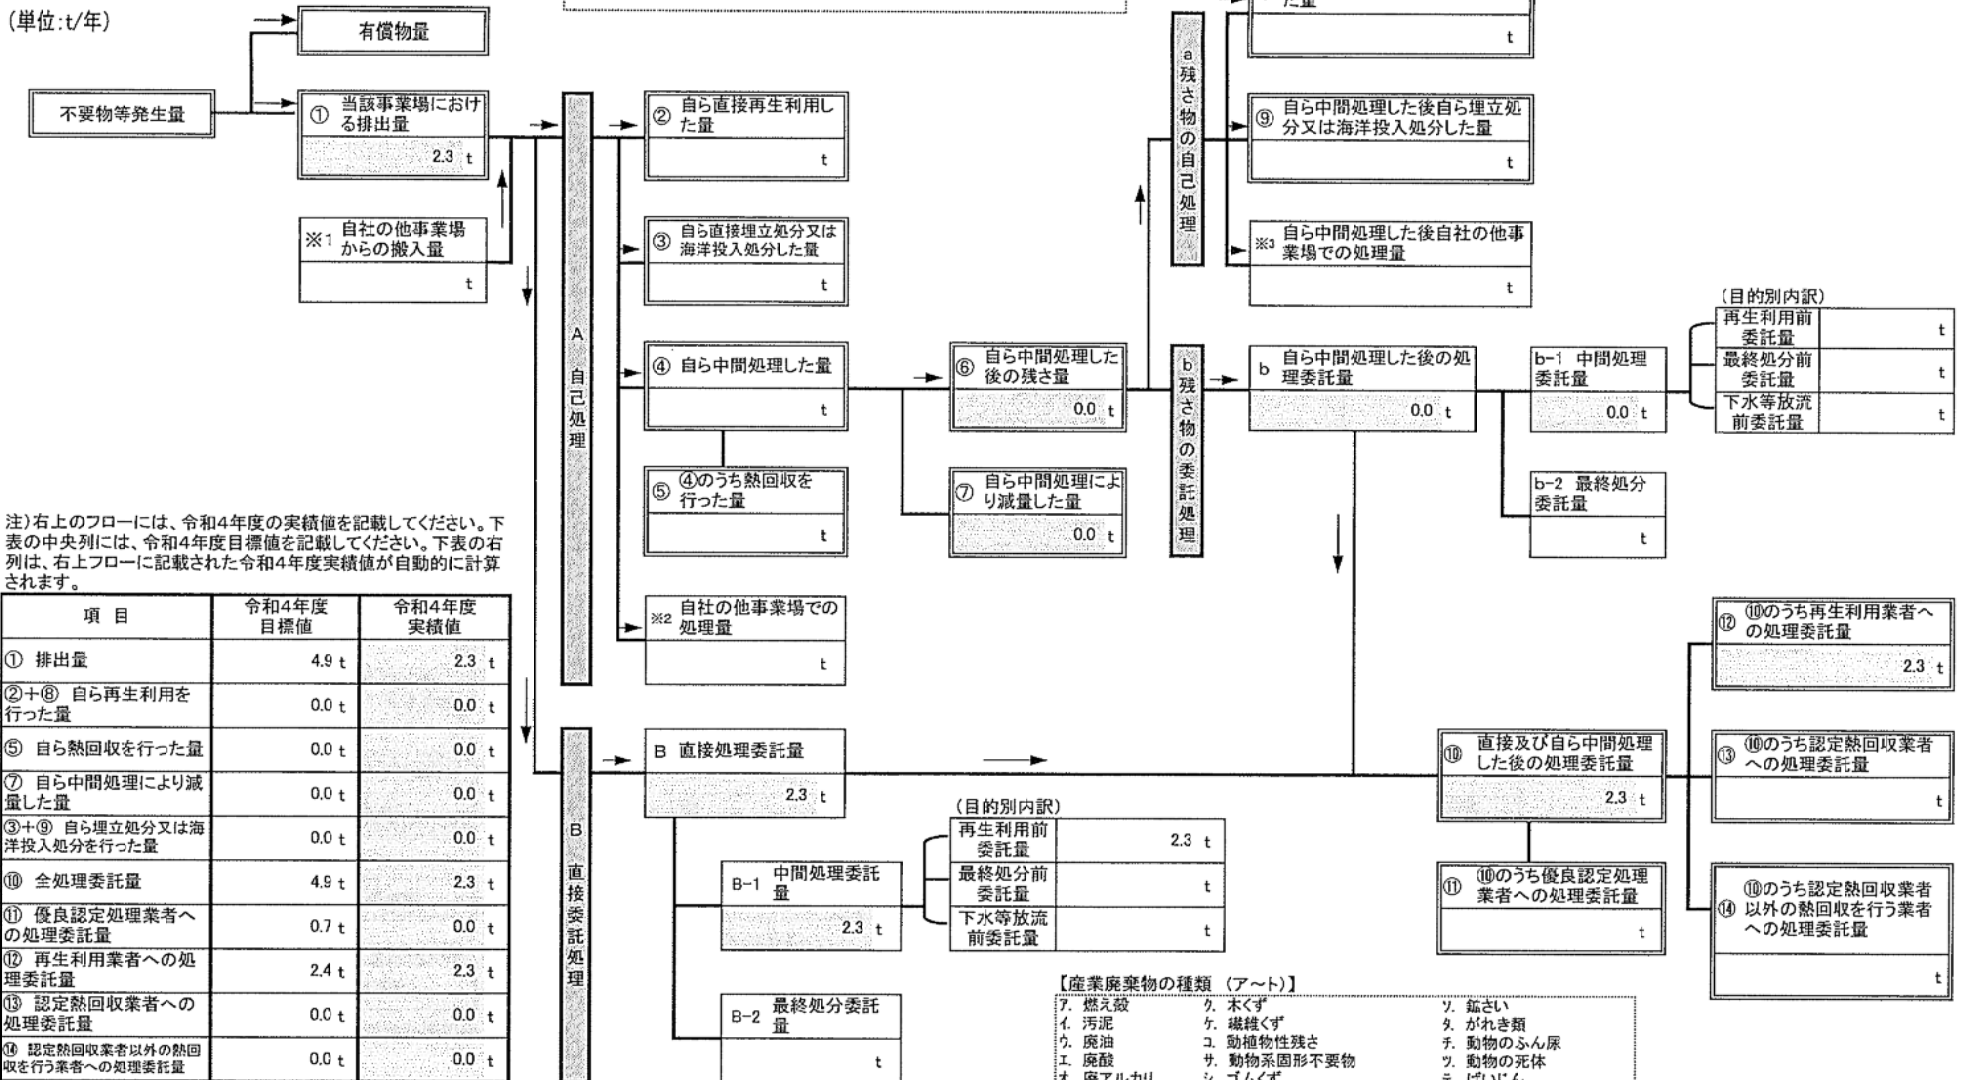 (単位:t/年)
有償物量
不要物等発生量
① 当該事業場におけ
る排出量
2.3 t
※1 自社の他事業場
からの搬入量
t
A 自己処理
② 自ら直接再生利用し
た量
t
③ 自ら直接埋立処分又は
海洋投入処分した量
t
④ 自ら中間処理した量
t
⑤ ④のうち熱回収を
行った量
t
※2 自社の他事業場での
処理量
t
⑥ 自ら中間処理した
後の残さ量
0.0 t
⑦ 自ら中間処理によ
り減量した量
0.0 t
a 残さ物の自己処理
た量
t
⑨ 自ら中間処理した後自ら埋立処
分又は海洋投入処分した量
t
※3 自ら中間処理した後自社の他事
業場での処理量
t
b 残さ物の委託処理
b 自ら中間処理した後の処
理委託量
0.0 t
b-1 中間処理
委託量
0.0 t
(目的別内訳)
再生利用前
委託量 t
最終処分前
委託量 t
下水等放流
前委託量 t
b-2 最終処分
委託量
t
注)右上のフローには、令和4年度の実績値を記載してください。下
表の中央列には、令和4年度目標値を記載してください。下表の右
列は、右上フローに記載された令和4年度実績値が自動的に計算
されます。
項 目 令和4年度 目標値 令和4年度 実績値
① 排出量 4.9 t 2.3 t
②+⑧ 自ら再生利用を
行った量 0.0 t 0.0 t
⑤ 自ら熱回収を行った量 0.0 t 0.0 t
⑦ 自ら中間処理により減
量した量 0.0 t 0.0 t
③+⑨ 自ら埋立処分又は海
洋投入処分を行った量 0.0 t 0.0 t
⑩ 全処理委託量 4.9 t 2.3 t
⑪ 優良認定処理業者へ
の処理委託量 0.7 t 0.0 t
⑫ 再生利用業者への処
理委託量 2.4 t 2.3 t
⑬ 認定熱回収業者への
処理委託量 0.0 t 0.0 t
⑭ 認定熱回収業者以外の熱回
収を行う業者への処理委託量 0.0 t 0.0 t
B 直接委託処理
B 直接処理委託量
2.3 t
B-1 中間処理委託
量
2.3 t
(目的別内訳)
再生利用前
委託量 2.3 t
最終処分前
委託量 t
下水等放流
前委託量 t
B-2 最終処分委託
量
t
⑩ 直接及び自ら中間処理
した後の処理委託量
2.3 t
⑪ ⑩のうち優良認定処理
業者への処理委託量
t
⑫ ⑩のうち再生利用業者へ
の処理委託量
2.3 t
⑬ ⑩のうち認定熱回収業者
への処理委託量
t
⑭ ⑩のうち認定熱回収業者
以外の熱回収を行う業者
への処理委託量
t
【産業廃棄物の種類 (ア~ト)】
ア. 燃え殻 ク. 木くず ソ. 鉱さい
イ. 汚泥 ケ. 繊維くず タ. がれき類
ウ. 廃油 コ. 動植物性残さ チ. 動物のふん尿
エ. 廃酸 サ. 動物系固形不要物 ツ. 動物の死体
オ. 廃アルカリ シ. ゴムくず テ. ばいじん